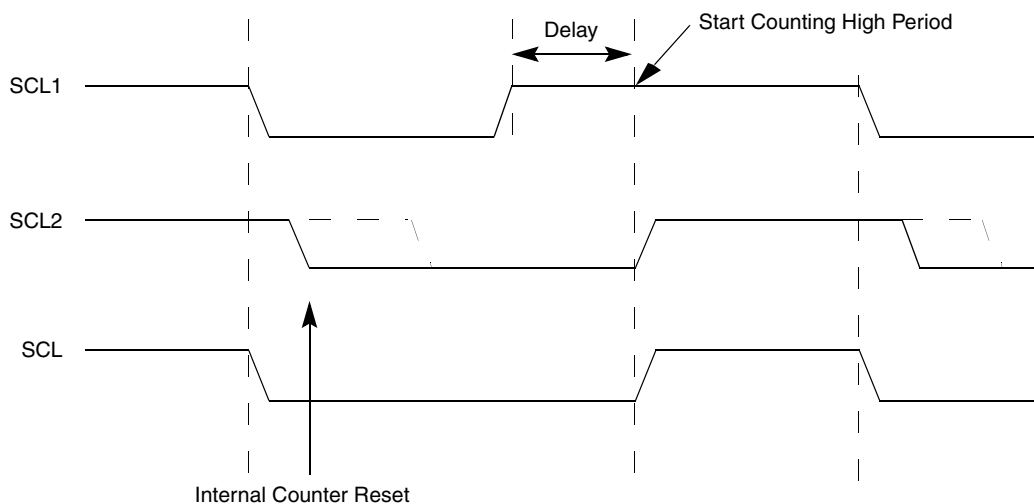 Start Counting High Period
Delay
SCL1
SCL2
SCL
Internal Counter Reset